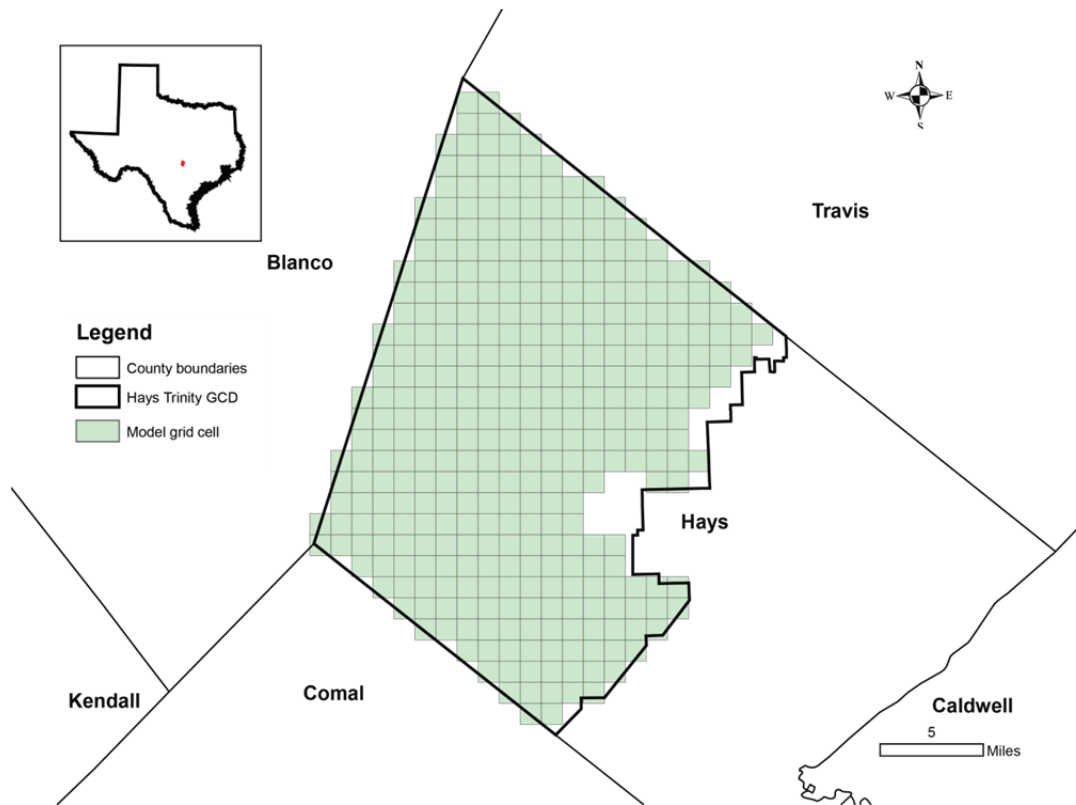 N
W E
S
Travis
Blanco
Legend
County boundaries
Hays Trinity GCD
Model grid cell
Hays
Kendall
Comal
Caldwell
5
Miles